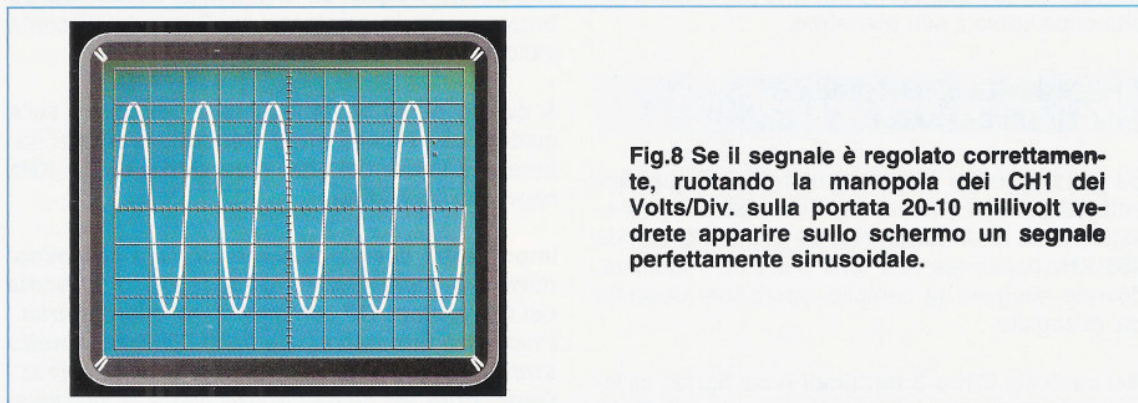 Fig.8 Se il segnale è regolato correttamen-
te, ruotando la manopola dei CH1 dei
Volts/Div. sulla portata 20-10 millivolt ve-
drete apparire sullo schermo un segnale
perfettamente sinusoidale.